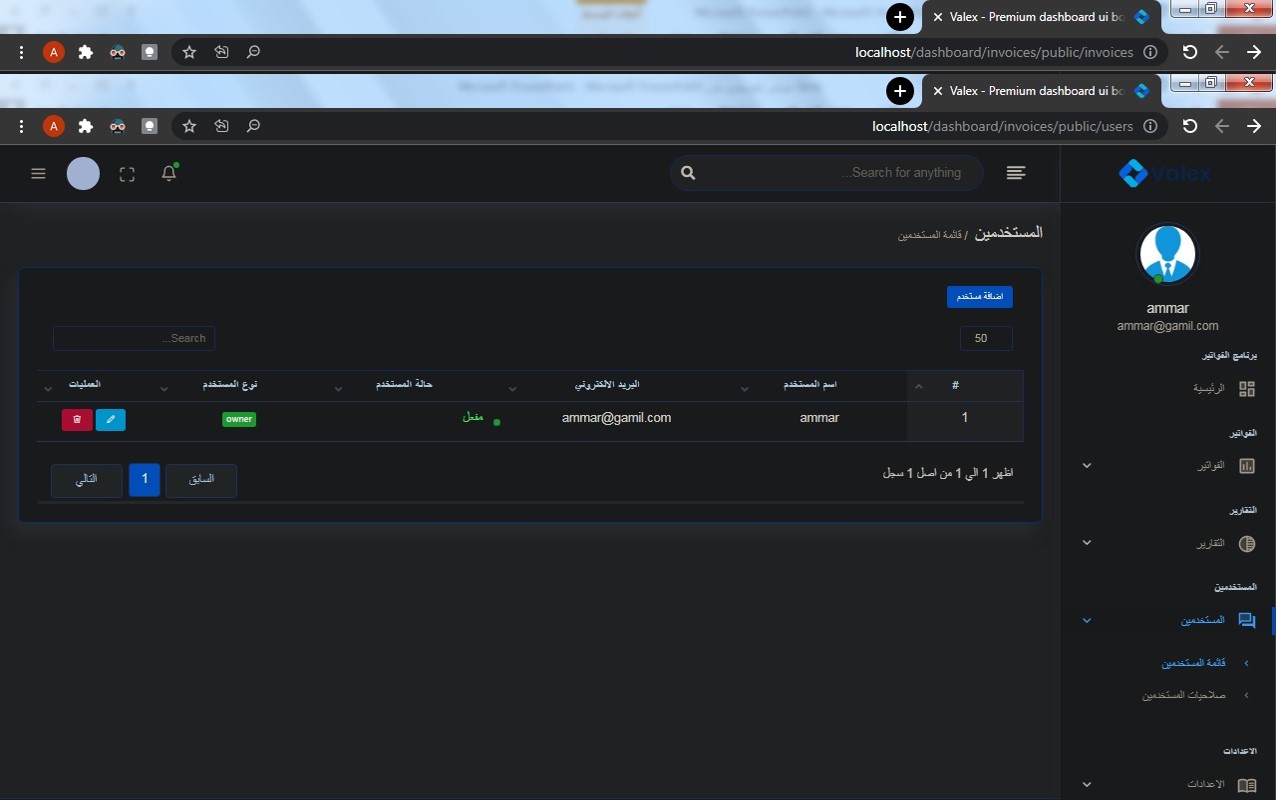 Valex - Premium dashboard ui bo
localhost/dashboard/invoices/public/invoices
A
Valex - Premium dashboard ui bo
localhost/dashboard/invoices/public/users
A
Valex
Search for anything...
ammar
ammar@gamil.com
برنامج الفواتير
الرئيسية
الفواتير
الفواتير
التقارير
التقارير
المستخدمين
المستخدمين
قائمة المستخدمين
صلاحيات المستخدمين
الاعدادات
الاعدادات
المستخدمين / قائمة المستخدمين
اضافة مستخدم
50
Search...
# اسم المستخدم البريد الالكتروني حالة المستخدم نوع المستخدم العمليات
1 ammar ammar@gamil.com مفعل owner
اظهر 1 الي 1 من اصل 1 سجل
السابق 1 التالي